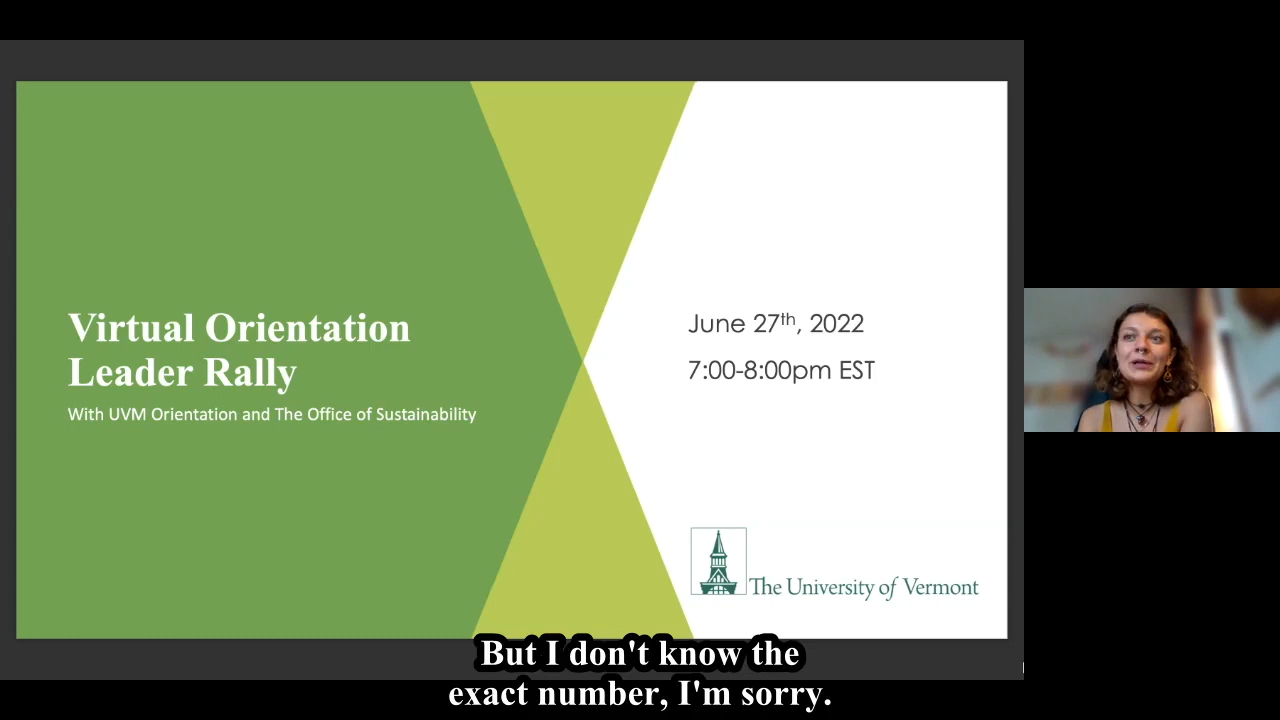 Virtual Orientation
Leader Rally
With UVM Orientation and The Office of Sustainability
June 27th, 2022
7:00-8:00pm EST
The University of Vermont
But I don't know the
exact number, I'm sorry.